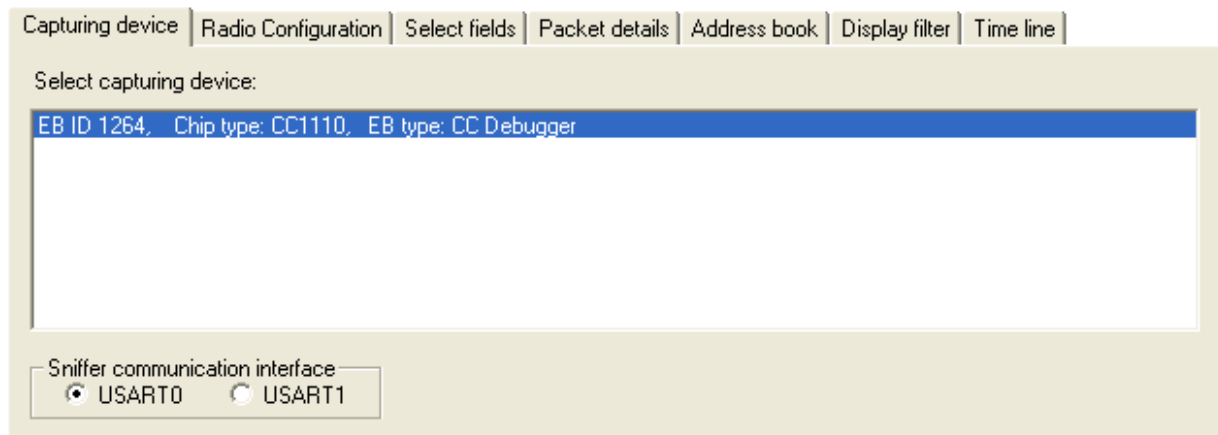 Capturing device Radio Configuration Select fields Packet details Address book Display filter Time line
Select capturing device:
EB ID 1264, Chip type: CC1110, EB type: CC Debugger
Sniffer communication interface
USART0 USART1